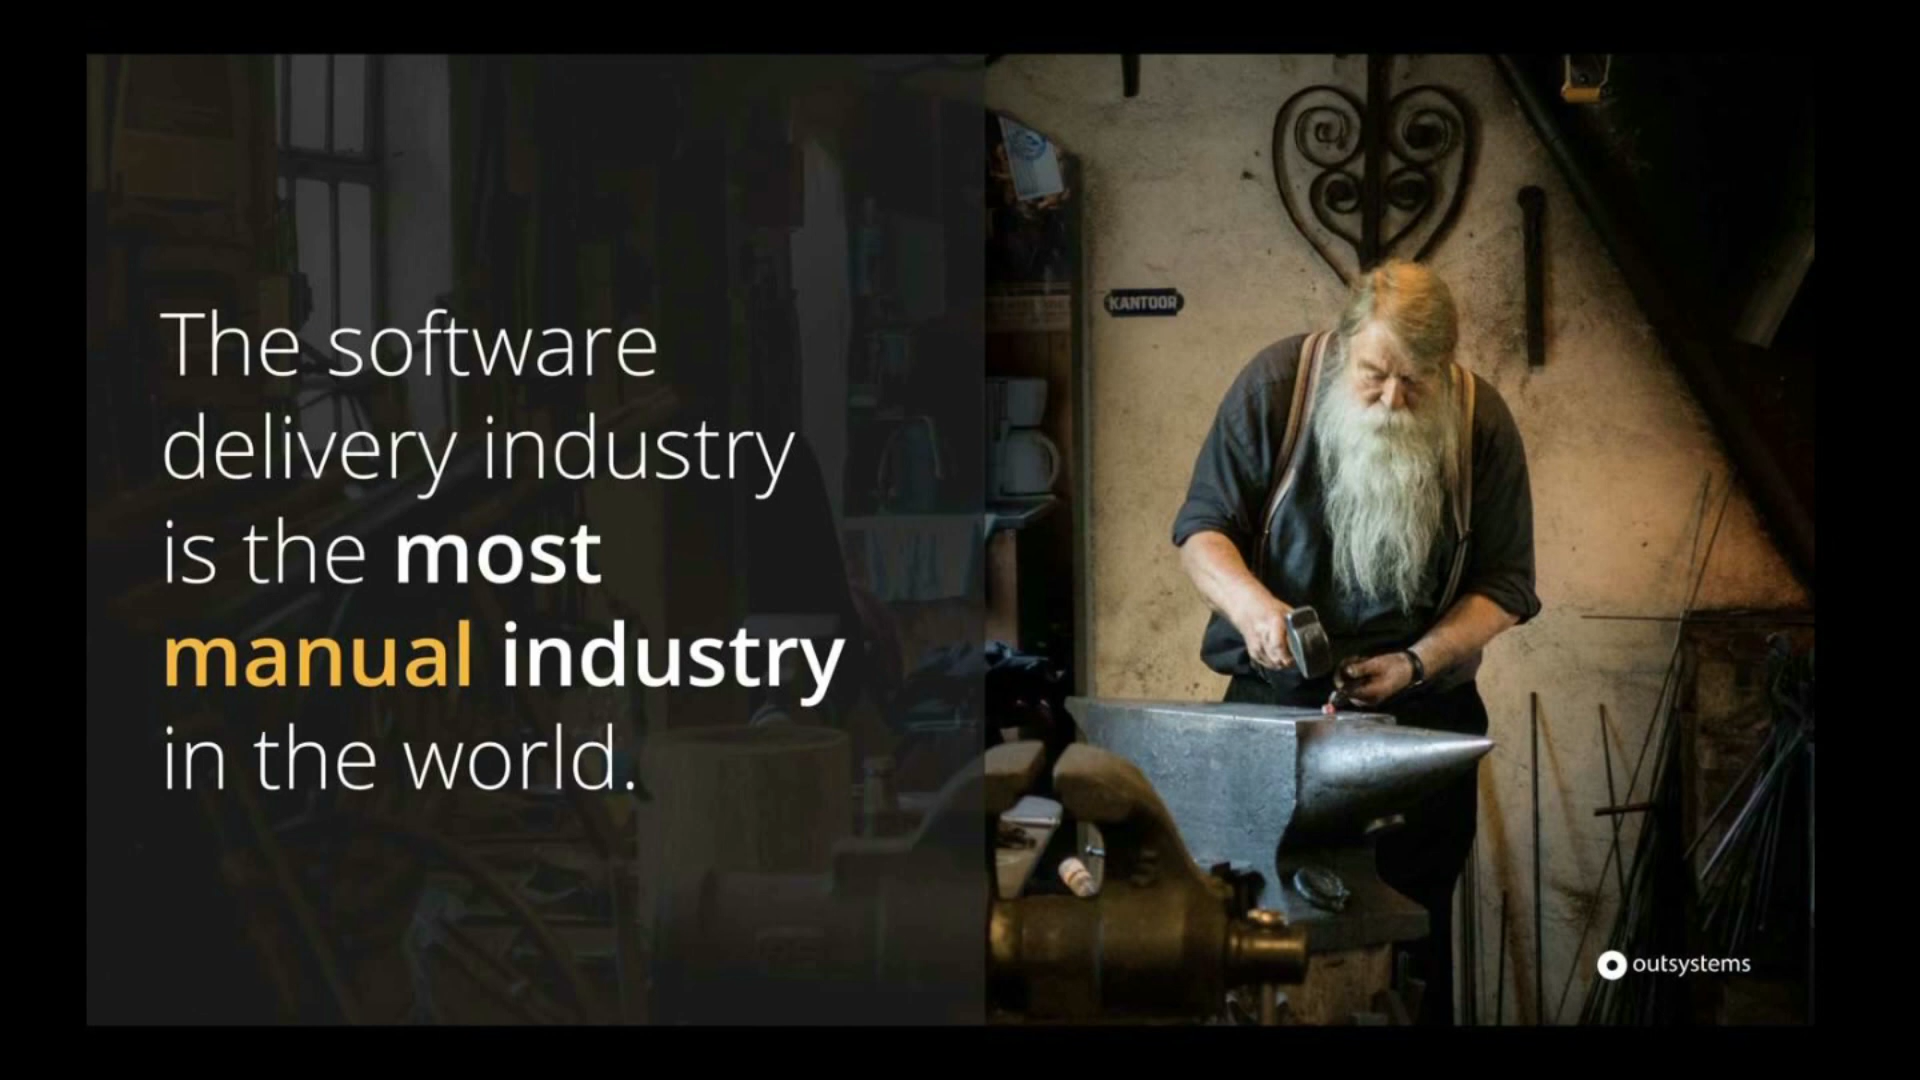 The software
delivery industry
is the most
manual industry
in the world.
KANTOOR
outsystems